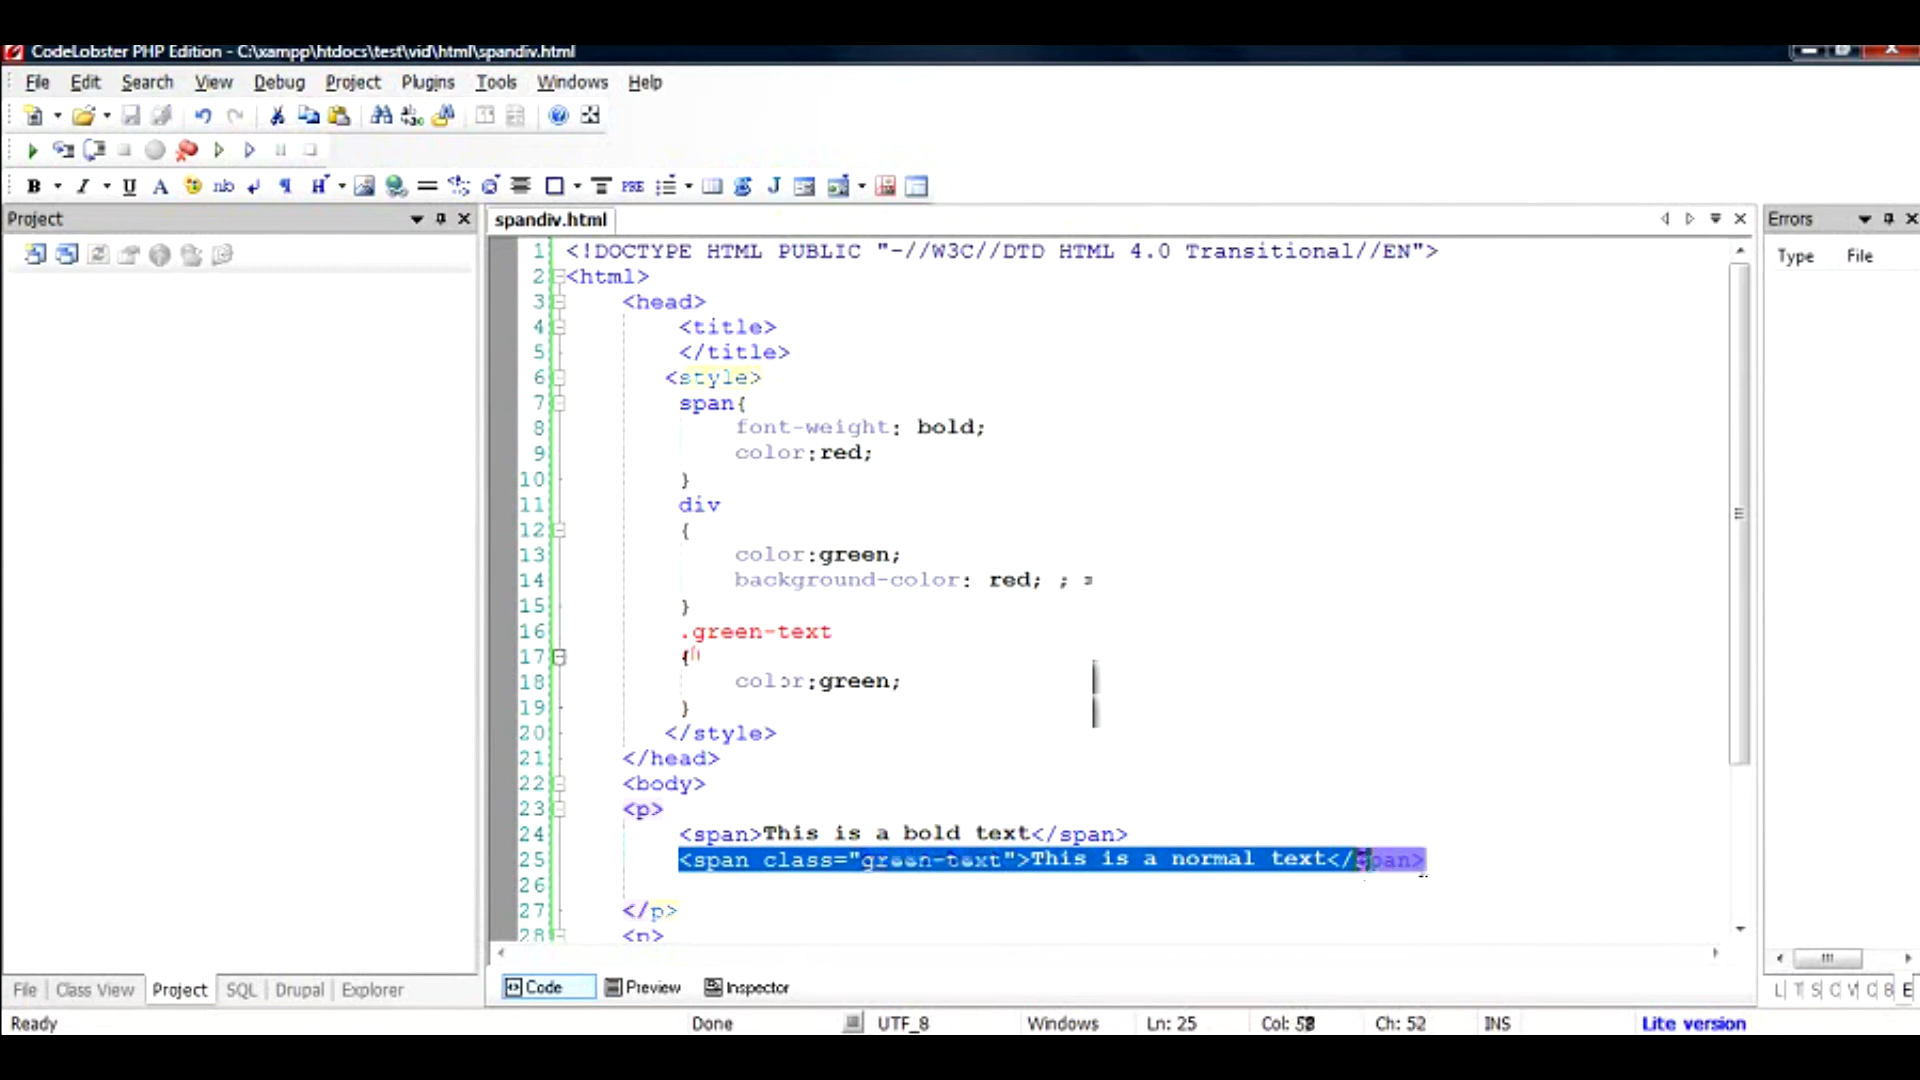 CodeLobster PHP Edition - C:\xampp\htdocs\test\vid\html\spandiv.html
File Edit Search View Debug Project Plugins Tools Windows Help
B I U A nb H PRE J
Project
spandiv.html
Errors
Type File
1 <!DOCTYPE HTML PUBLIC "-//W3C//DTD HTML 4.0 Transitional//EN">
2 <html>
3 <head>
4 <title>
5 </title>
6 <style>
7 span{
8 font-weight: bold;
9 color:red;
10 }
11 div
12 {
13 color:green;
14 background-color: red; ;
15 }
16 .green-text
17 {
18 color:green;
19 }
20 </style>
21 </head>
22 <body>
23 <p>
24 <span>This is a bold text</span>
25 <span class="green-text">This is a normal text</span>
26
27 </p>
28 <p>
File Class View Project SQL Drupal Explorer
Code Preview Inspector
L T S C V C B E
Ready Done UTF_8 Windows Ln: 25 Col: 58 Ch: 52 INS Lite version